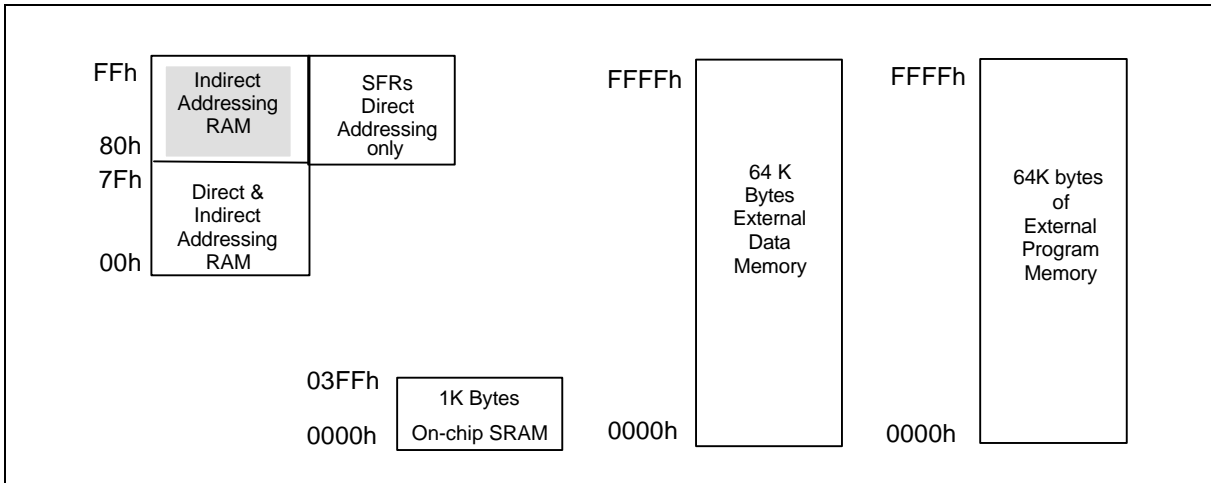 FFh
80h
7Fh
00h
Indirect
Addressing
RAM
SFRs
Direct
Addressing
only
Direct &
Indirect
Addressing
RAM
03FFh
0000h
1K Bytes
On-chip SRAM
FFFFh
0000h
64 K
Bytes
External
Data
Memory
FFFFh
0000h
64K bytes
of
External
Program
Memory